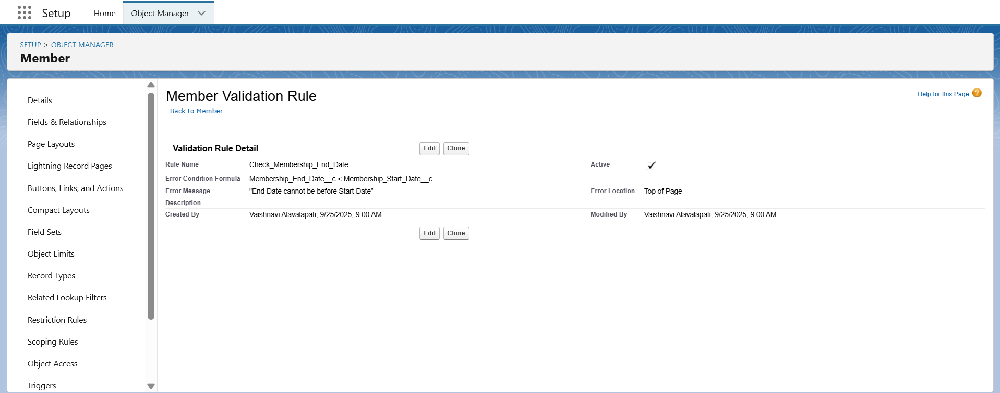 Setup Home Object Manager
SETUP > OBJECT MANAGER
Member
Details
Fields & Relationships
Page Layouts
Lightning Record Pages
Buttons, Links, and Actions
Compact Layouts
Field Sets
Object Limits
Record Types
Related Lookup Filters
Restriction Rules
Scoping Rules
Object Access
Triggers
Member Validation Rule
Help for this Page ?
Back to Member
Validation Rule Detail Edit Clone
Rule Name Check_Membership_End_Date Active
Error Condition Formula Membership_End_Date__c < Membership_Start_Date__c
Error Message "End Date cannot be before Start Date” Error Location Top of Page
Description
Created By Vaishnavi Alavalapati, 9/25/2025, 9:00 AM Modified By Vaishnavi Alavalapati, 9/25/2025, 9:00 AM
Edit Clone